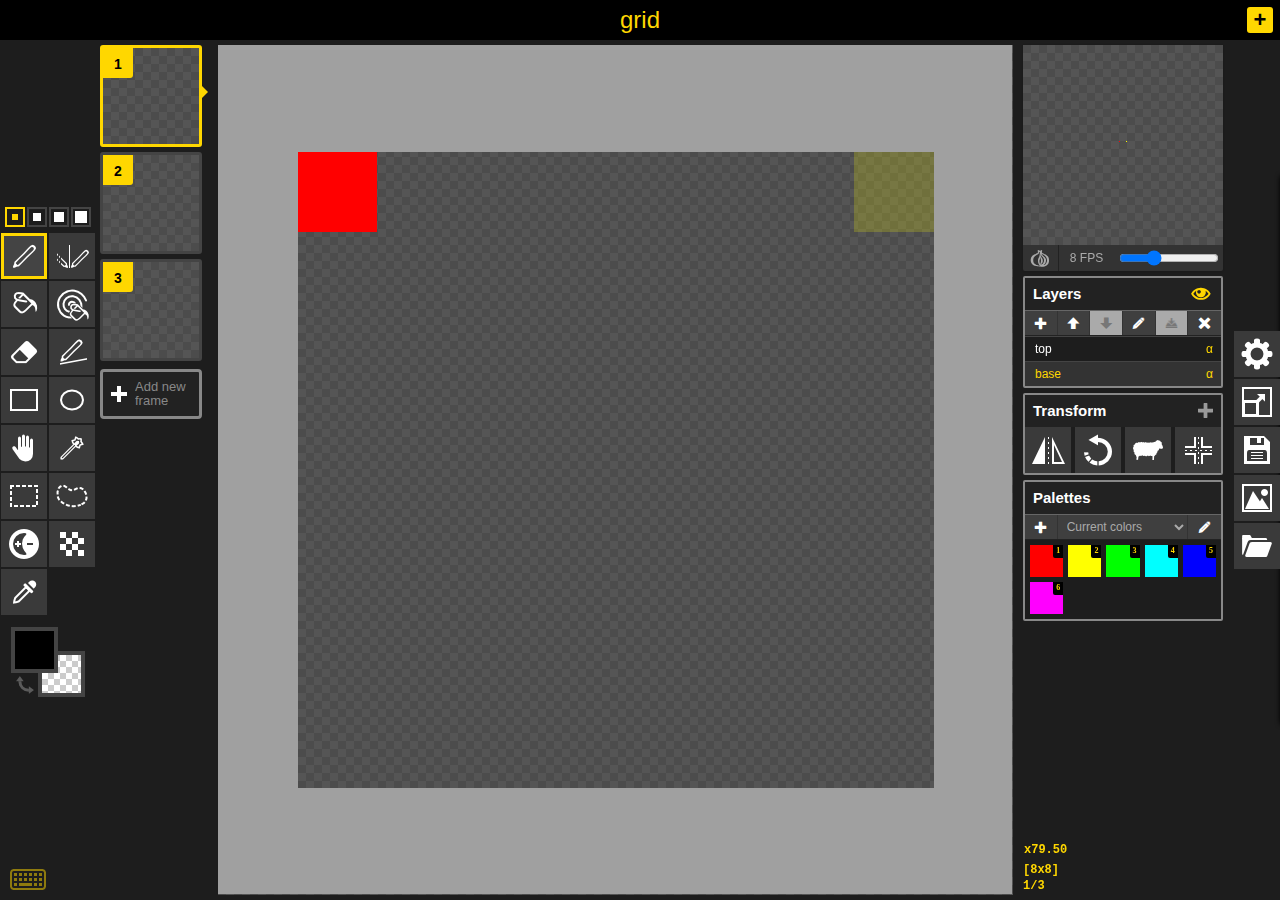 grid
+
1
2
3
Add new
frame
8 FPS
Layers
top α
base α
Transform
Palettes
Current colors
1 2 3 4 5
6
x79.50
[8x8]
1/3